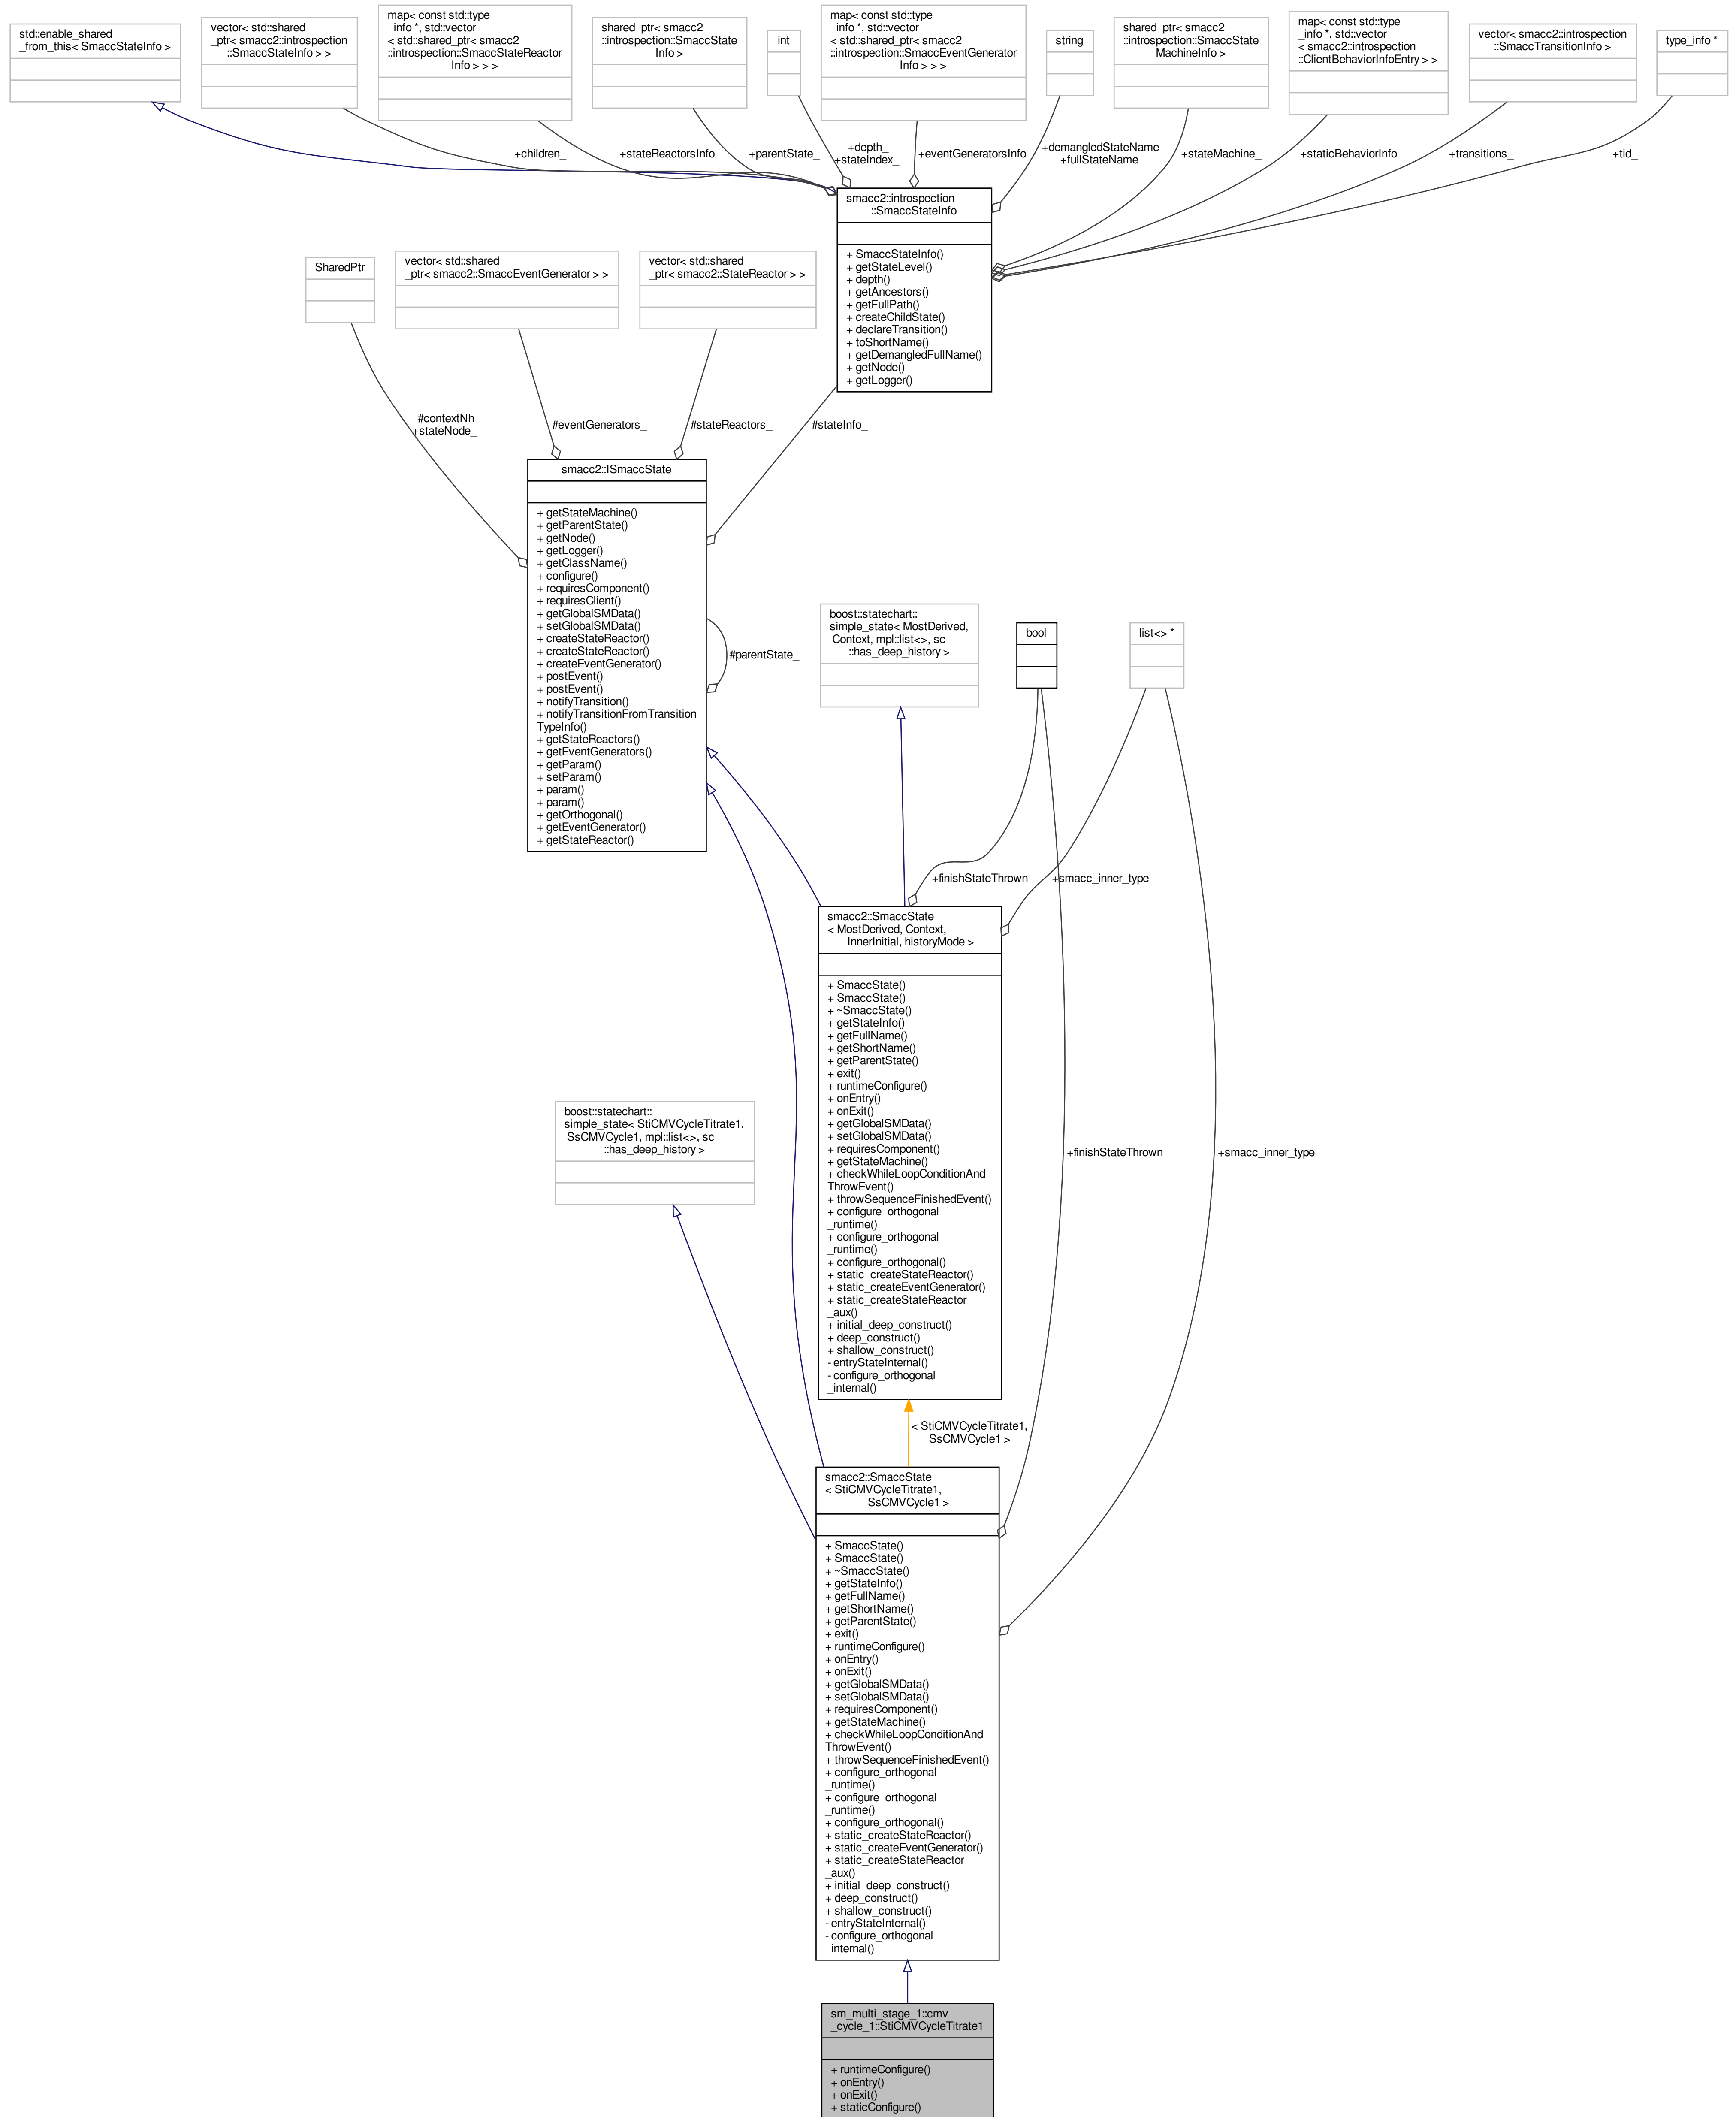 std::enable_shared
_from_this< SmaccStateInfo >
vector< std::shared
_ptr< smacc2::introspection
::SmaccStateInfo > >
map< const std::type
_info *, std::vector
< std::shared_ptr< smacc2
::introspection::SmaccStateReactor
Info > > >
shared_ptr< smacc2
::introspection::SmaccState
Info >
int
map< const std::type
_info *, std::vector
< std::shared_ptr< smacc2
::introspection::SmaccEventGenerator
Info > > >
string
shared_ptr< smacc2
::introspection::SmaccState
MachineInfo >
map< const std::type
_info *, std::vector
< smacc2::introspection
::ClientBehaviorInfoEntry > >
vector< smacc2::introspection
::SmaccTransitionInfo >
type_info *
+children_
+stateReactorsInfo
+parentState_
+depth_
+stateIndex_
+eventGeneratorsInfo
+demangledStateName
+fullStateName
+stateMachine_
+staticBehaviorInfo
+transitions_
+tid_
smacc2::introspection
::SmaccStateInfo
+ SmaccStateInfo()
+ getStateLevel()
+ depth()
+ getAncestors()
+ getFullPath()
+ createChildState()
+ declareTransition()
+ toShortName()
+ getDemangledFullName()
+ getNode()
+ getLogger()
SharedPtr
vector< std::shared
_ptr< smacc2::SmaccEventGenerator > >
vector< std::shared
_ptr< smacc2::StateReactor > >
#contextNh
+stateNode_
#eventGenerators_
#stateReactors_
#stateInfo_
smacc2::ISmaccState
+ getStateMachine()
+ getParentState()
+ getNode()
+ getLogger()
+ getClassName()
+ configure()
+ requiresComponent()
+ requiresClient()
+ getGlobalSMData()
+ setGlobalSMData()
+ createStateReactor()
+ createStateReactor()
+ createEventGenerator()
+ postEvent()
+ postEvent()
+ notifyTransition()
+ notifyTransitionFromTransition
TypeInfo()
+ getStateReactors()
+ getEventGenerators()
+ getParam()
+ setParam()
+ param()
+ param()
+ getOrthogonal()
+ getEventGenerator()
+ getStateReactor()
#parentState_
boost::statechart::
simple_state< MostDerived,
Context, mpl::list<>, sc
::has_deep_history >
bool
list<> *
+finishStateThrown
+smacc_inner_type
smacc2::SmaccState
< MostDerived, Context,
InnerInitial, historyMode >
+ SmaccState()
+ SmaccState()
+ ~SmaccState()
+ getStateInfo()
+ getFullName()
+ getShortName()
+ getParentState()
+ exit()
+ runtimeConfigure()
+ onEntry()
+ onExit()
+ getGlobalSMData()
+ setGlobalSMData()
+ requiresComponent()
+ getStateMachine()
+ checkWhileLoopConditionAnd
ThrowEvent()
+ throwSequenceFinishedEvent()
+ configure_orthogonal
_runtime()
+ configure_orthogonal
_runtime()
+ configure_orthogonal()
+ static_createStateReactor()
+ static_createEventGenerator()
+ static_createStateReactor
_aux()
+ initial_deep_construct()
+ deep_construct()
+ shallow_construct()
- entryStateInternal()
- configure_orthogonal
_internal()
boost::statechart::
simple_state< StiCMVCycleTitrate1,
SsCMVCycle1, mpl::list<>, sc
::has_deep_history >
+finishStateThrown
+smacc_inner_type
< StiCMVCycleTitrate1,
SsCMVCycle1 >
smacc2::SmaccState
< StiCMVCycleTitrate1,
SsCMVCycle1 >
+ SmaccState()
+ SmaccState()
+ ~SmaccState()
+ getStateInfo()
+ getFullName()
+ getShortName()
+ getParentState()
+ exit()
+ runtimeConfigure()
+ onEntry()
+ onExit()
+ getGlobalSMData()
+ setGlobalSMData()
+ requiresComponent()
+ getStateMachine()
+ checkWhileLoopConditionAnd
ThrowEvent()
+ throwSequenceFinishedEvent()
+ configure_orthogonal
_runtime()
+ configure_orthogonal
_runtime()
+ configure_orthogonal()
+ static_createStateReactor()
+ static_createEventGenerator()
+ static_createStateReactor
_aux()
+ initial_deep_construct()
+ deep_construct()
+ shallow_construct()
- entryStateInternal()
- configure_orthogonal
_internal()
sm_multi_stage_1::cmv
_cycle_1::StiCMVCycleTitrate1
+ runtimeConfigure()
+ onEntry()
+ onExit()
+ staticConfigure()